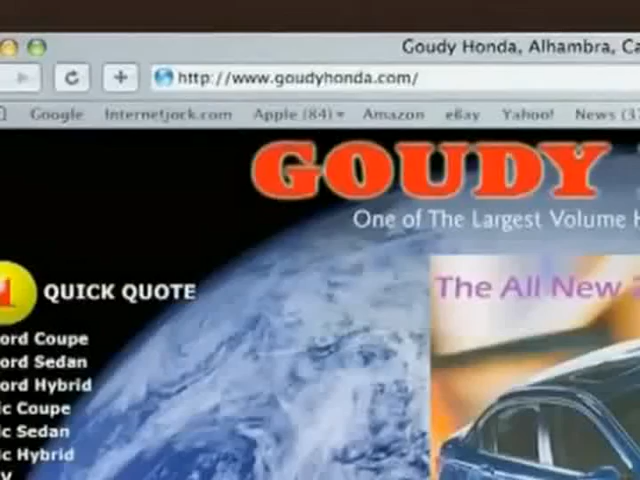 Goudy Honda, Alhambra, Ca
http://www.goudyhonda.com/
Google Internetjock.com Apple (84) Amazon eBay Yahoo! News (3
GOUDY
One of The Largest Volume H
QUICK QUOTE
The All New 2
ord Coupe
ord Sedan
ord Hybrid
ic Coupe
ic Sedan
ic Hybrid
V